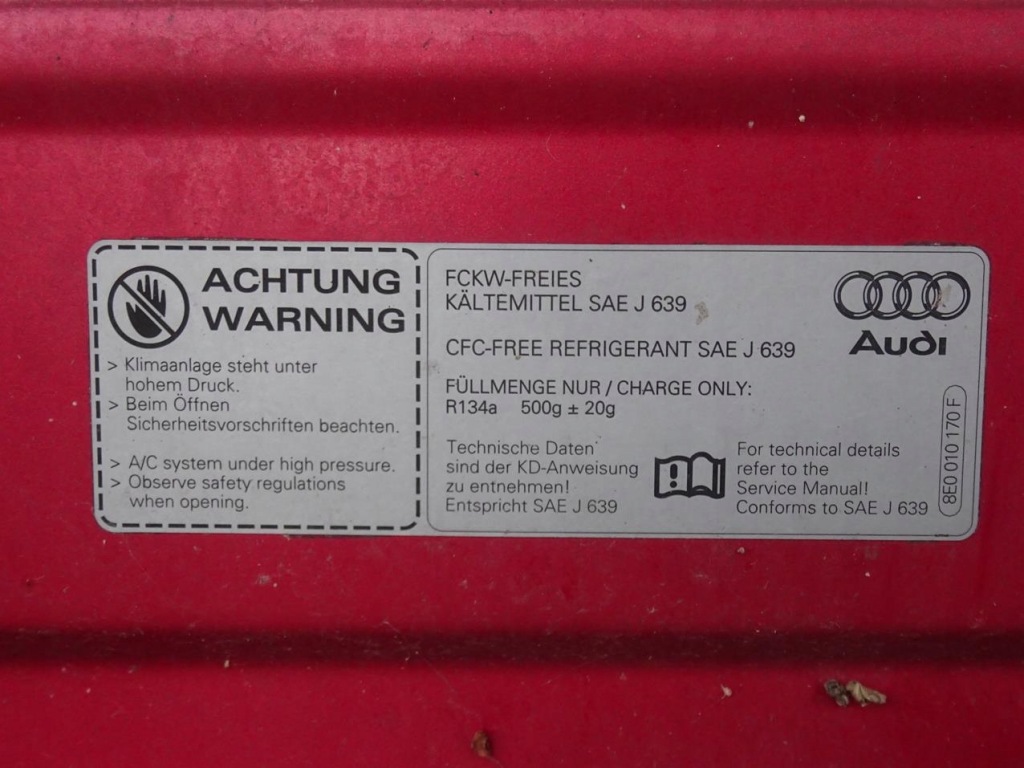 ACHTUNG
WARNING
> Klimaanlage steht unter
hohem Druck.
> Beim Öffnen
Sicherheitsvorschriften beachten.
> A/C system under high pressure.
> Observe safety regulations
when opening.
FCKW-FREIES
KÄLTEMITTEL SAE J 639
CFC-FREE REFRIGERANT SAE J 639
FÜLLMENGE NUR / CHARGE ONLY:
R134a 500g ± 20g
Technische Daten
sind der KD-Anweisung
zu entnehmen!
Entspricht SAE J 639
For technical details
refer to the
Service Manual!
Conforms to SAE J 639
Audi
8E0 010 170 F